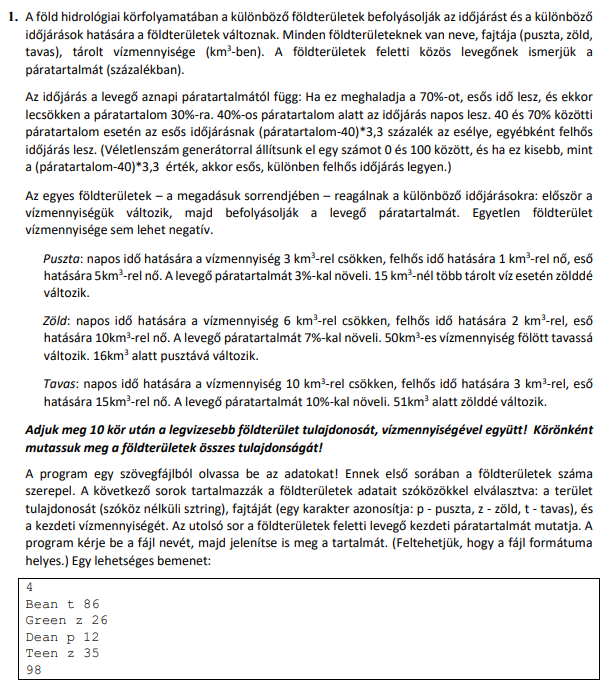 1. A föld hidrológiai körfolyamatában a különböző földterületek befolyásolják az időjárást és a különböző
időjárások hatására a földterületek változnak. Minden földterületeknek van neve, fajtája (puszta, zöld,
tavas), tárolt vízmennyisége (km³-ben). A földterületek feletti közös levegőnek ismerjük a
páratartalmát (százalékban).
Az időjárás a levegő aznapi páratartalmától függ: Ha ez meghaladja a 70%-ot, esős idő lesz, és ekkor
lecsökken a páratartalom 30%-ra. 40%-os páratartalom alatt az időjárás napos lesz. 40 és 70% közötti
páratartalom esetén az esős időjárásnak (páratartalom-40)*3,3 százalék az esélye, egyébként felhős
időjárás lesz. (Véletlenszám generátorral állítsunk el egy számot 0 és 100 között, és ha ez kisebb, mint
a (páratartalom-40)*3,3 érték, akkor esős, különben felhős időjárás legyen.)
Az egyes földterületek – a megadásuk sorrendjében – reagálnak a különböző időjárásokra: először a
vízmennyiségük változik, majd befolyásolják a levegő páratartalmát. Egyetlen földterület
vízmennyisége sem lehet negatív.
Puszta: napos idő hatására a vízmennyiség 3 km³-rel csökken, felhős idő hatására 1 km³-rel nő, eső
hatására 5km³-rel nő. A levegő páratartalmát 3%-kal növeli. 15 km³-nél több tárolt víz esetén zölddé
változik.
Zöld: napos idő hatására a vízmennyiség 6 km³-rel csökken, felhős idő hatására 2 km³-rel, eső
hatására 10km³-rel nő. A levegő páratartalmát 7%-kal növeli. 50km³-es vízmennyiség fölött tavassá
változik. 16km³ alatt pusztává változik.
Tavas: napos idő hatására a vízmennyiség 10 km³-rel csökken, felhős idő hatására 3 km³-rel, eső
hatására 15km³-rel nő. A levegő páratartalmát 10%-kal növeli. 51km³ alatt zölddé változik.
Adjuk meg 10 kör után a legvizesebb földterület tulajdonosát, vízmennyiségével együtt! Körönként
mutassuk meg a földterületek összes tulajdonságát!
A program egy szövegfájlból olvassa be az adatokat! Ennek első sorában a földterületek száma
szerepel. A következő sorok tartalmazzák a földterületek adatait szóközökkel elválasztva: a terület
tulajdonosát (szóköz nélküli sztring), fajtáját (egy karakter azonosítja: p - puszta, z - zöld, t - tavas), és
a kezdeti vízmennyiségét. Az utolsó sor a földterületek feletti levegő kezdeti páratartalmát mutatja. A
program kérje be a fájl nevét, majd jelenítse is meg a tartalmát. (Feltehetjük, hogy a fájl formátuma
helyes.) Egy lehetséges bemenet:
4
Bean t 86
Green z 26
Dean p 12
Teen z 35
98